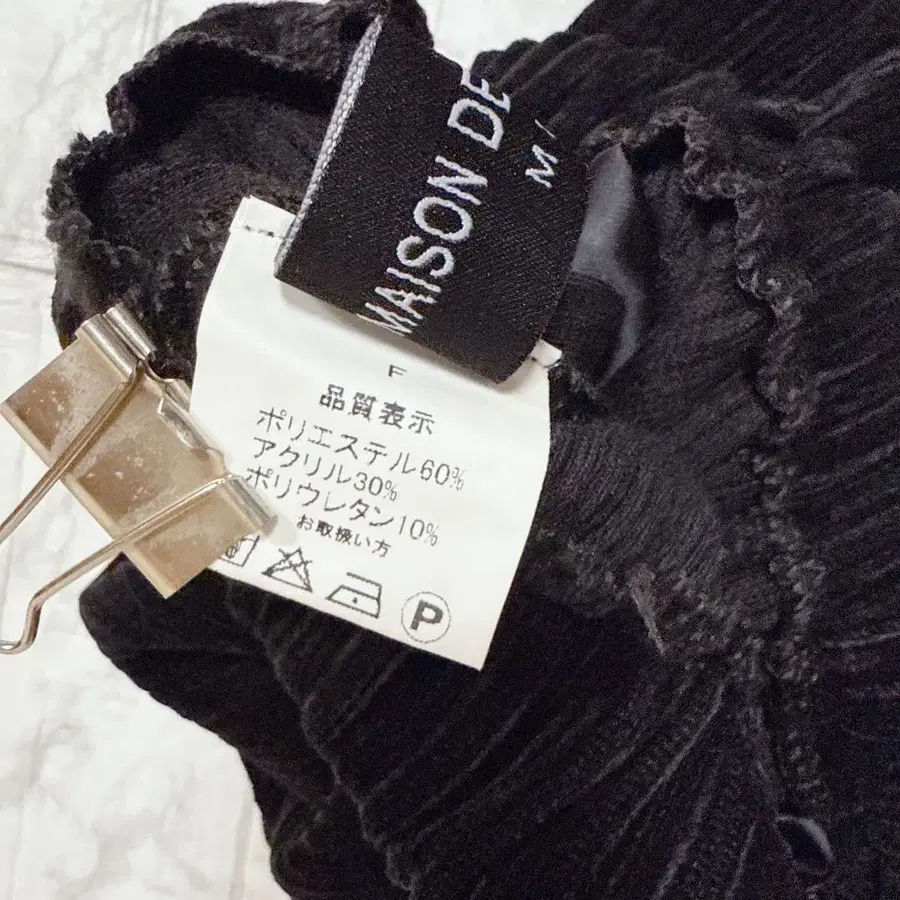 MAISON DE
M
F
品質表示
ポリエステル60%
アクリル30%
ポリウレタン10%
お取扱い方
P